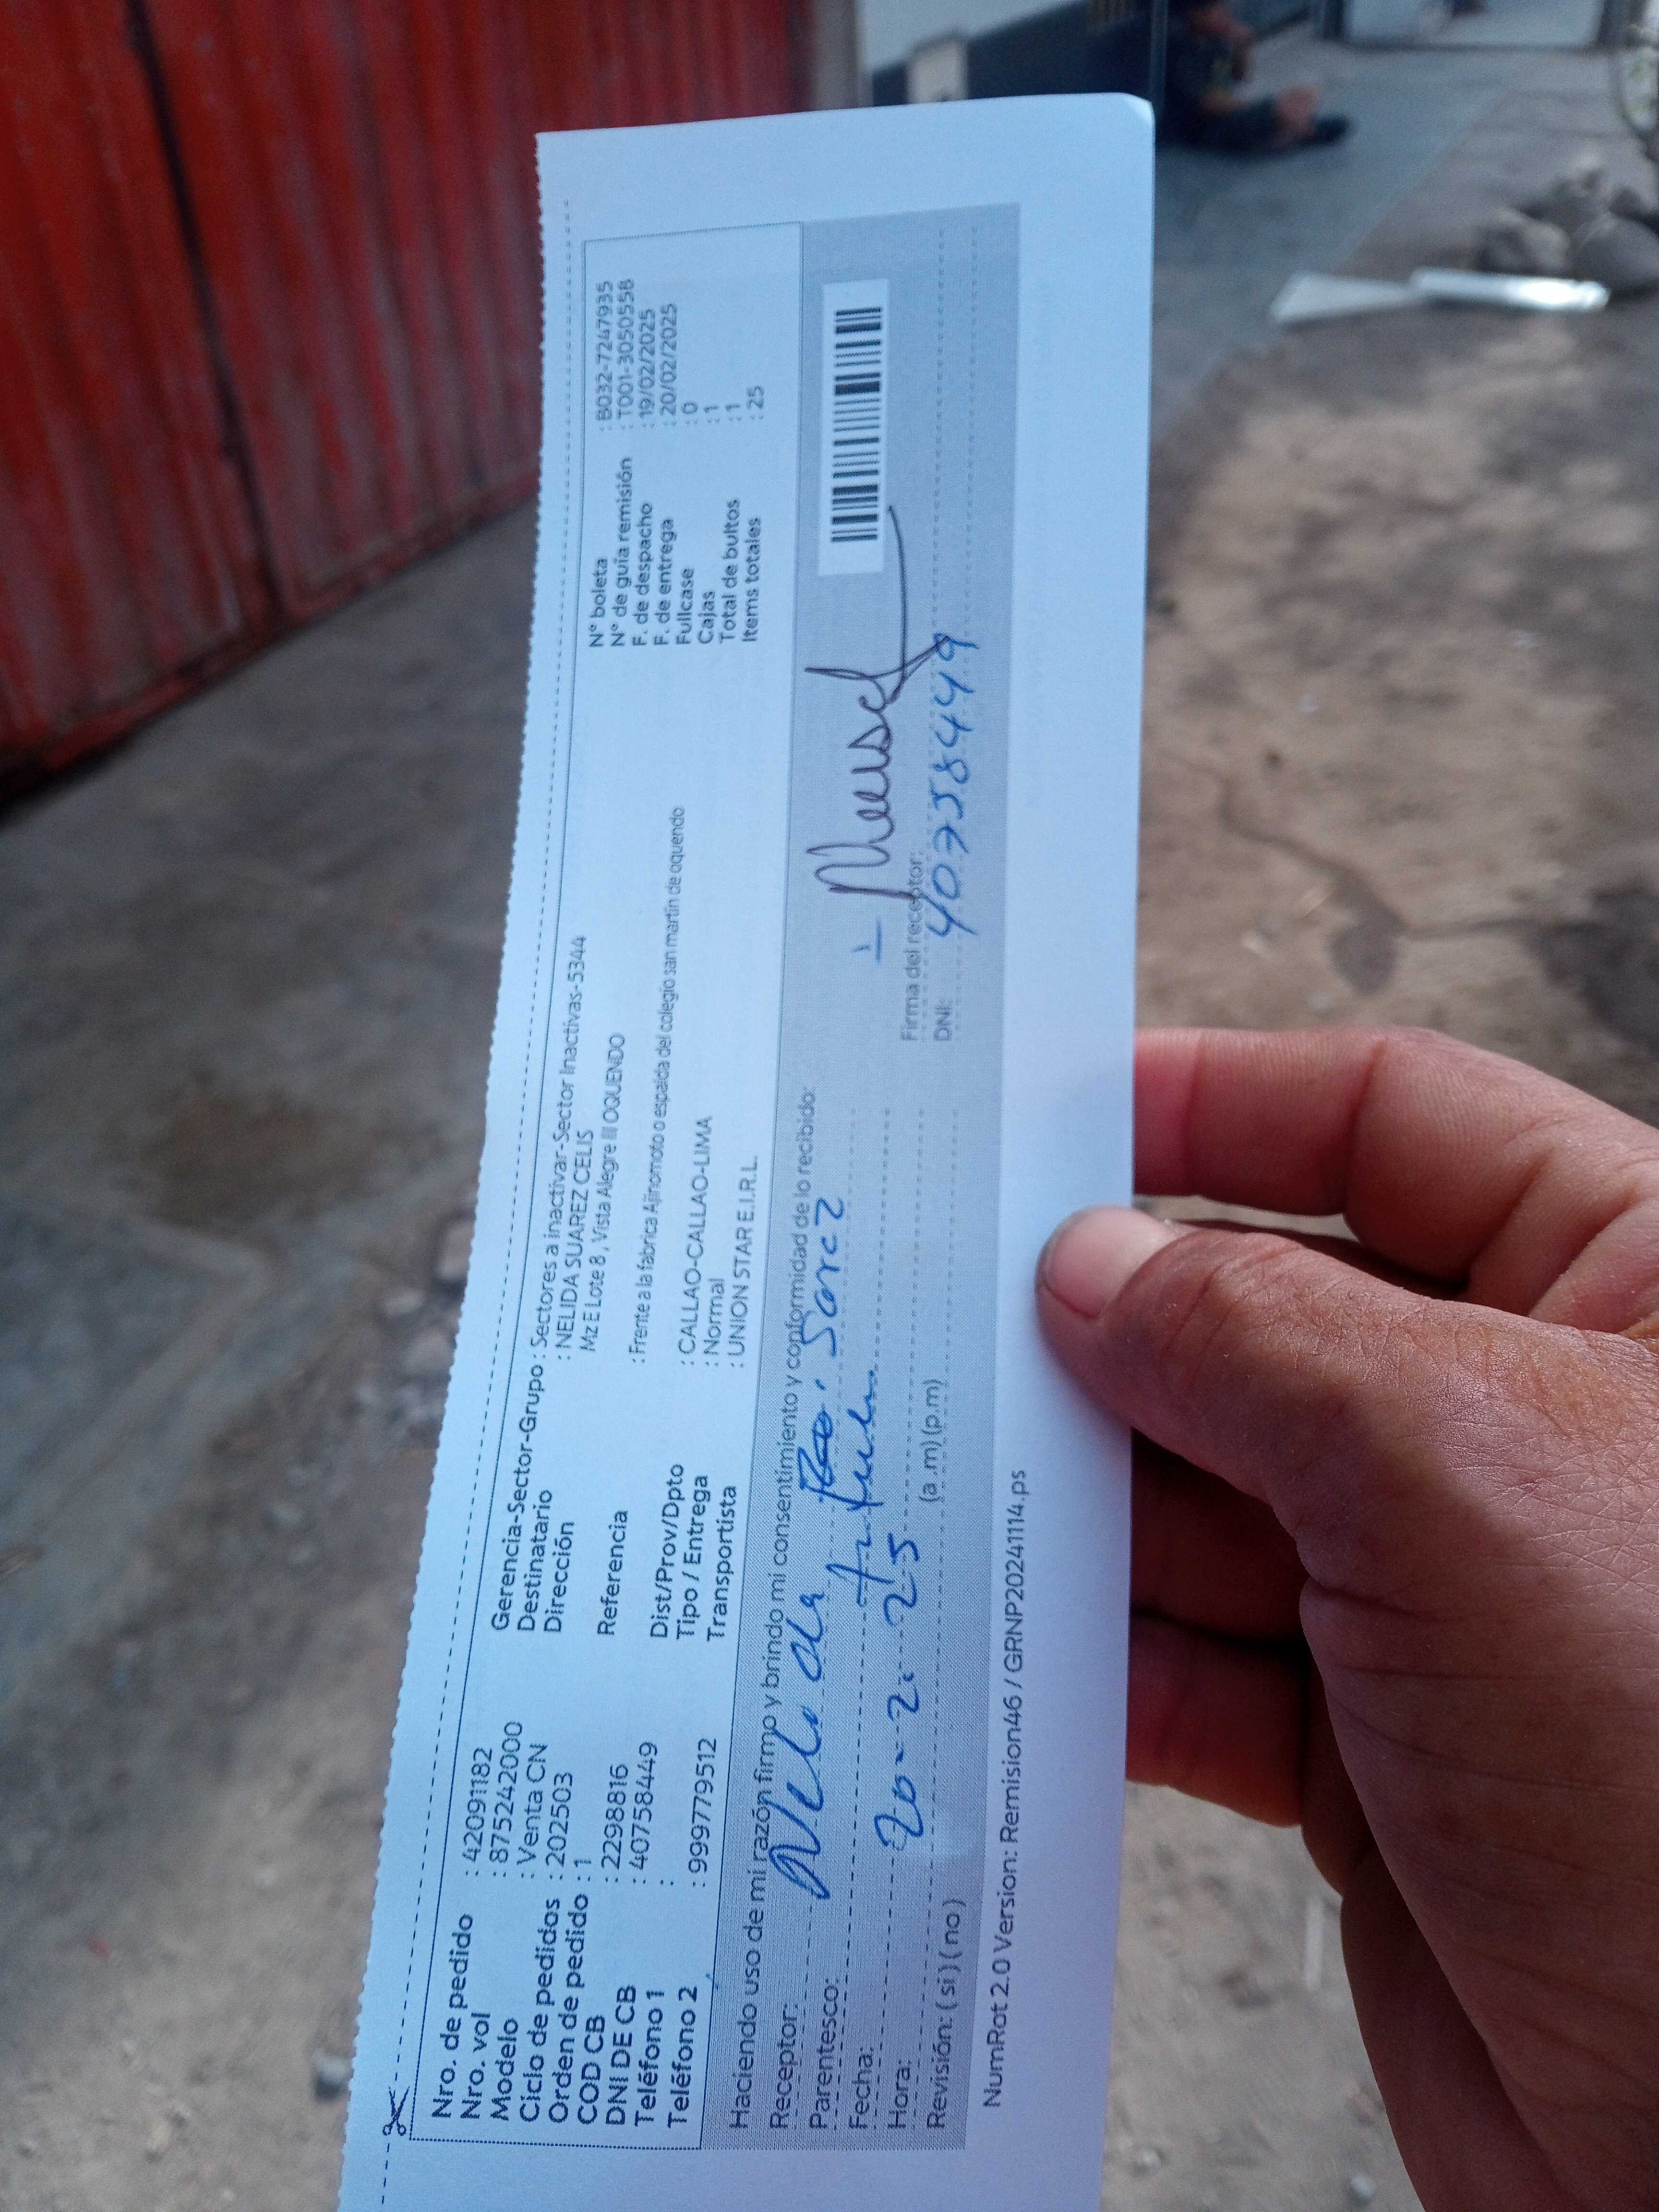 Nro. de pedido : 42091182
Nro. vol : 875242000
Modelo : Venta CN
Ciclo de pedidos : 202503
Orden de pedido : 1
COD CB : 2298816
DNI DE CB : 40758449
Teléfono 1 :
Teléfono 2 : 999779512
Gerencia-Sector-Grupo : Sectores a inactivar-Sector Inactivas-5344
Destinatario : NELIDA SUAREZ CELIS
Dirección Mz E Lote 8 , Vista Alegre III OQUENDO
Referencia : Frente a la fabrica Ajinomoto o espalda del colegio san martin de oquendo
Dist/Prov/Dpto : CALLAO-CALLAO-LIMA
Tipo / Entrega : Normal
Transportista : UNION STAR E.I.R.L.
N° boleta : B032-7247935
N° de guía remisión : T001-3050558
F. de despacho : 19/02/2025
F. de entrega : 20/02/2025
Fullcase : 0
Cajas : 1
Total de bultos : 1
Items totales : 25
Haciendo uso de mi razón firmo y brindo mi consentimiento y conformidad de lo recibido:
Receptor:
Parentesco:
Fecha: 20-2-25
Hora: (a.m) (p.m)
Revisión: ( si ) ( no )
Firma del receptor:
DNI: 40758449
NumRot 2.0 Version: Remision46 / GRNP20241114.ps